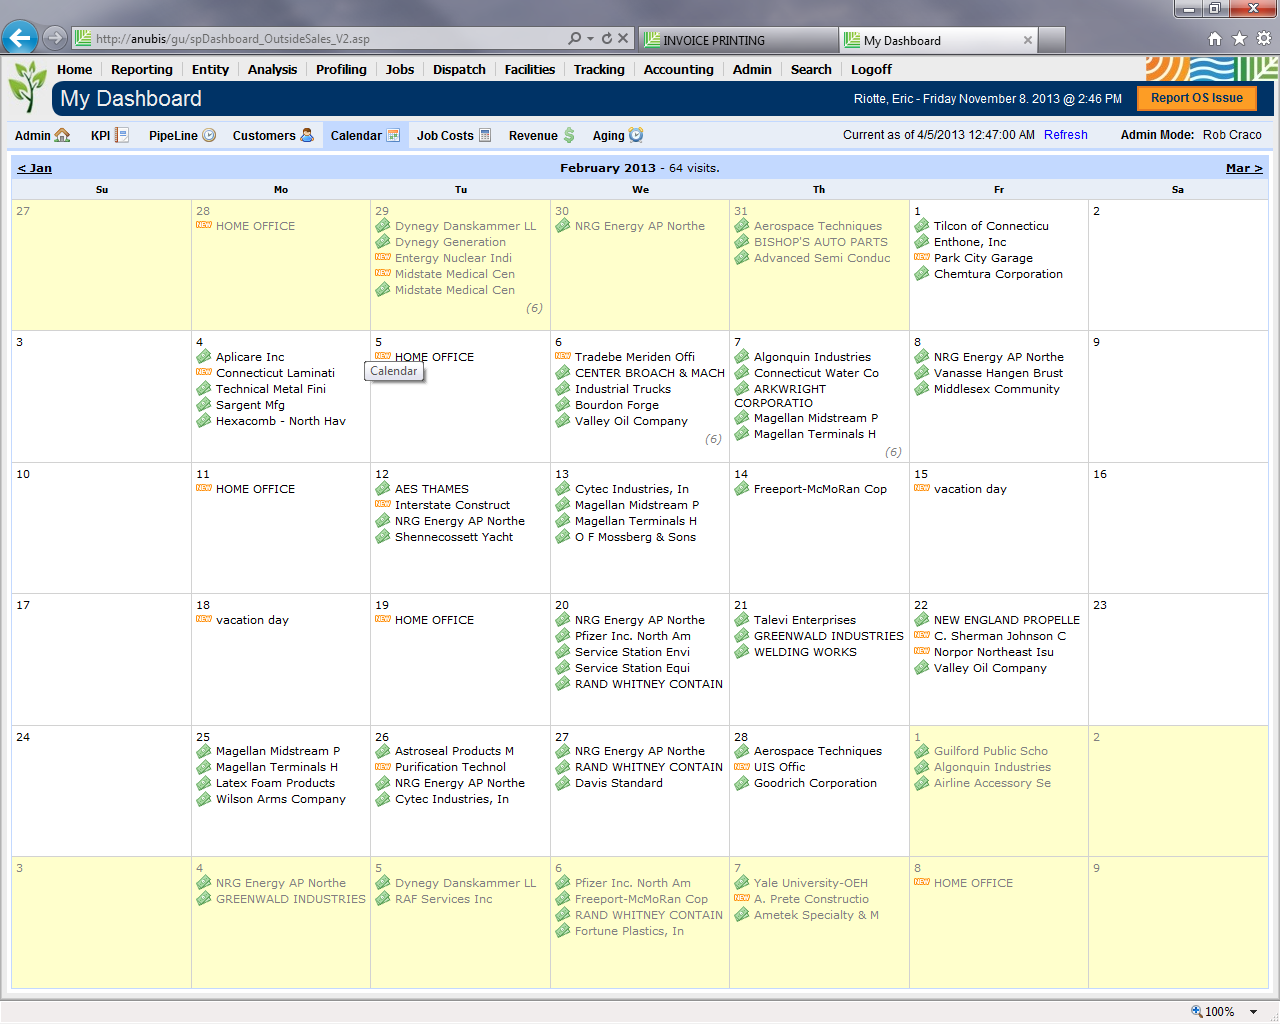 http://anubis/gu/spDashboard_OutsideSales_V2.asp
INVOICE PRINTING
My Dashboard
Home Reporting Entity Analysis Profiling Jobs Dispatch Facilities Tracking Accounting Admin Search Logoff
My Dashboard
Riotte, Eric - Friday November 8. 2013 @ 2:46 PM
Report OS Issue
Admin KPI PipeLine Customers Calendar Job Costs Revenue Aging
Current as of 4/5/2013 12:47:00 AM Refresh
Admin Mode: Rob Craco
< Jan
February 2013 - 64 visits.
Mar >
Su Mo Tu We Th Fr Sa
27
28
NEW HOME OFFICE
29
Dynegy Danskammer LL
Dynegy Generation
NEW Entergy Nuclear Indi
NEW Midstate Medical Cen
Midstate Medical Cen
(6)
30
NRG Energy AP Northe
31
Aerospace Techniques
BISHOP'S AUTO PARTS
Advanced Semi Conduc
1
Tilcon of Connecticu
Enthone, Inc
NEW Park City Garage
Chemtura Corporation
2
3
4
Aplicare Inc
NEW Connecticut Laminati
Technical Metal Fini
Sargent Mfg
Hexacomb - North Hav
5
NEW HOME OFFICE
Calendar
6
NEW Tradebe Meriden Offi
CENTER BROACH & MACH
Industrial Trucks
Bourdon Forge
Valley Oil Company
(6)
7
Algonquin Industries
Connecticut Water Co
ARKWRIGHT
CORPORATIO
Magellan Midstream P
Magellan Terminals H
(6)
8
NRG Energy AP Northe
Vanasse Hangen Brust
Middlesex Community
9
10
11
NEW HOME OFFICE
12
AES THAMES
NEW Interstate Construct
NRG Energy AP Northe
Shennecossett Yacht
13
Cytec Industries, In
Magellan Midstream P
Magellan Terminals H
O F Mossberg & Sons
14
Freeport-McMoRan Cop
15
NEW vacation day
16
17
18
NEW vacation day
19
NEW HOME OFFICE
20
NRG Energy AP Northe
Pfizer Inc. North Am
Service Station Envi
Service Station Equi
RAND WHITNEY CONTAIN
21
Talevi Enterprises
GREENWALD INDUSTRIES
WELDING WORKS
22
NEW ENGLAND PROPELLE
NEW C. Sherman Johnson C
NEW Norpor Northeast Isu
Valley Oil Company
23
24
25
Magellan Midstream P
Magellan Terminals H
Latex Foam Products
Wilson Arms Company
26
Astroseal Products M
NEW Purification Technol
NRG Energy AP Northe
Cytec Industries, In
27
NRG Energy AP Northe
RAND WHITNEY CONTAIN
Davis Standard
28
Aerospace Techniques
NEW UIS Offic
Goodrich Corporation
1
Guilford Public Scho
Algonquin Industries
Airline Accessory Se
2
3
4
NRG Energy AP Northe
GREENWALD INDUSTRIES
5
Dynegy Danskammer LL
RAF Services Inc
6
Pfizer Inc. North Am
Freeport-McMoRan Cop
RAND WHITNEY CONTAIN
Fortune Plastics, In
7
Yale University-OEH
NEW A. Prete Constructio
Ametek Specialty & M
8
NEW HOME OFFICE
9
100%